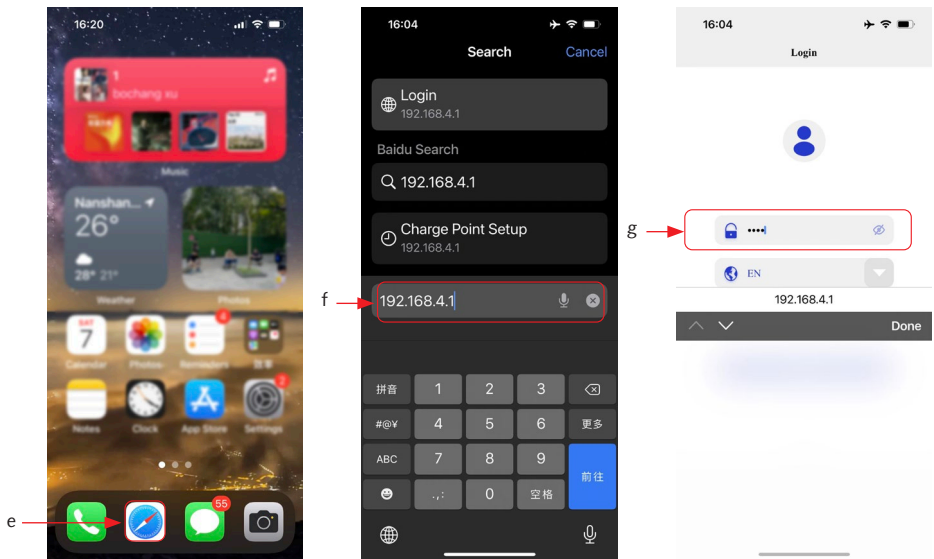 16:20
1
bochang xu
Music
Nanshan...
26°
28° 21°
Weather
Photos
SAT
7
4
Calendar
Photos
Reminders
2
Notes
Clock
App Store
Settings
e
55
16:04
Search
Cancel
Login
192.168.4.1
Baidu Search
192.168.4.1
Charge Point Setup
192.168.4.1
f
192.168.4.1
拼音
1
2
3
#@¥
4
5
6
更多
ABC
7
8
9
前往
.,:
0
空格
16:04
Login
g
••••
EN
192.168.4.1
Done